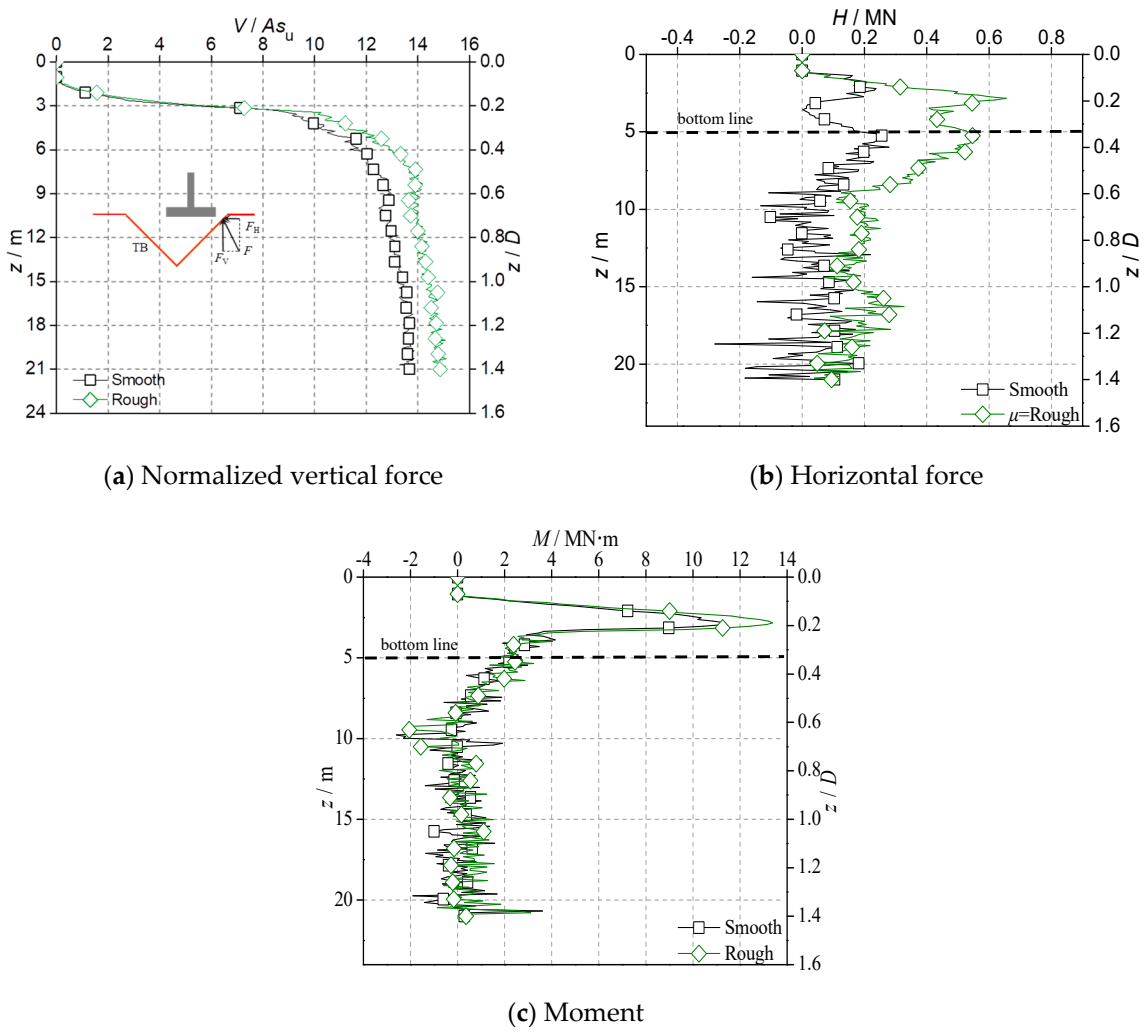 V / Asu
0 2 4 6 8 10 12 14 16
0 3 6 9 12 15 18 21 24
z / m
0.0 0.2 0.4 0.6 0.8 1.0 1.2 1.4 1.6
z / D
TB
FH
FV
F
Smooth
Rough
(a) Normalized vertical force
H / MN
-0.4 -0.2 0.0 0.2 0.4 0.6 0.8
0 5 10 15 20
z / m
0.0 0.2 0.4 0.6 0.8 1.0 1.2 1.4 1.6
z / D
bottom line
Smooth
μ=Rough
(b) Horizontal force
M / MN·m
-4 -2 0 2 4 6 8 10 12 14
0 5 10 15 20
z / m
0.0 0.2 0.4 0.6 0.8 1.0 1.2 1.4 1.6
z / D
bottom line
Smooth
Rough
(c) Moment